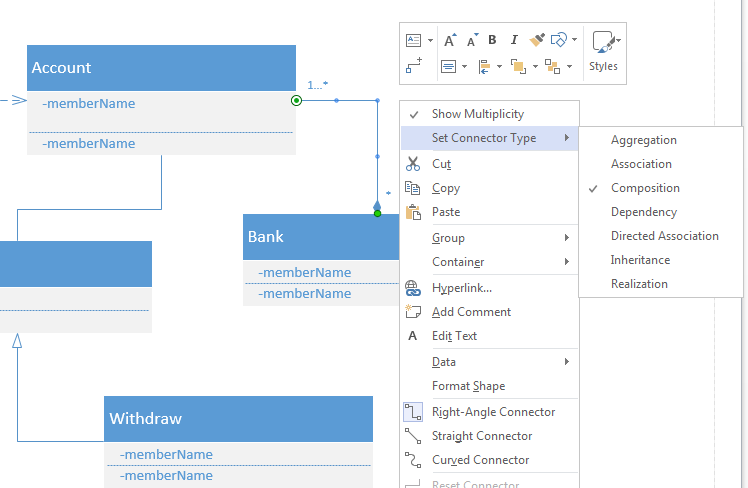 Account
-memberName
-memberName
1...*
*
Bank
-memberName
-memberName
Withdraw
-memberName
-memberName
A A B I
Styles
Show Multiplicity
Set Connector Type
Cut
Copy
Paste
Group
Container
Hyperlink...
Add Comment
A Edit Text
Data
Format Shape
Right-Angle Connector
Straight Connector
Curved Connector
Reset Connector
Aggregation
Association
Composition
Dependency
Directed Association
Inheritance
Realization